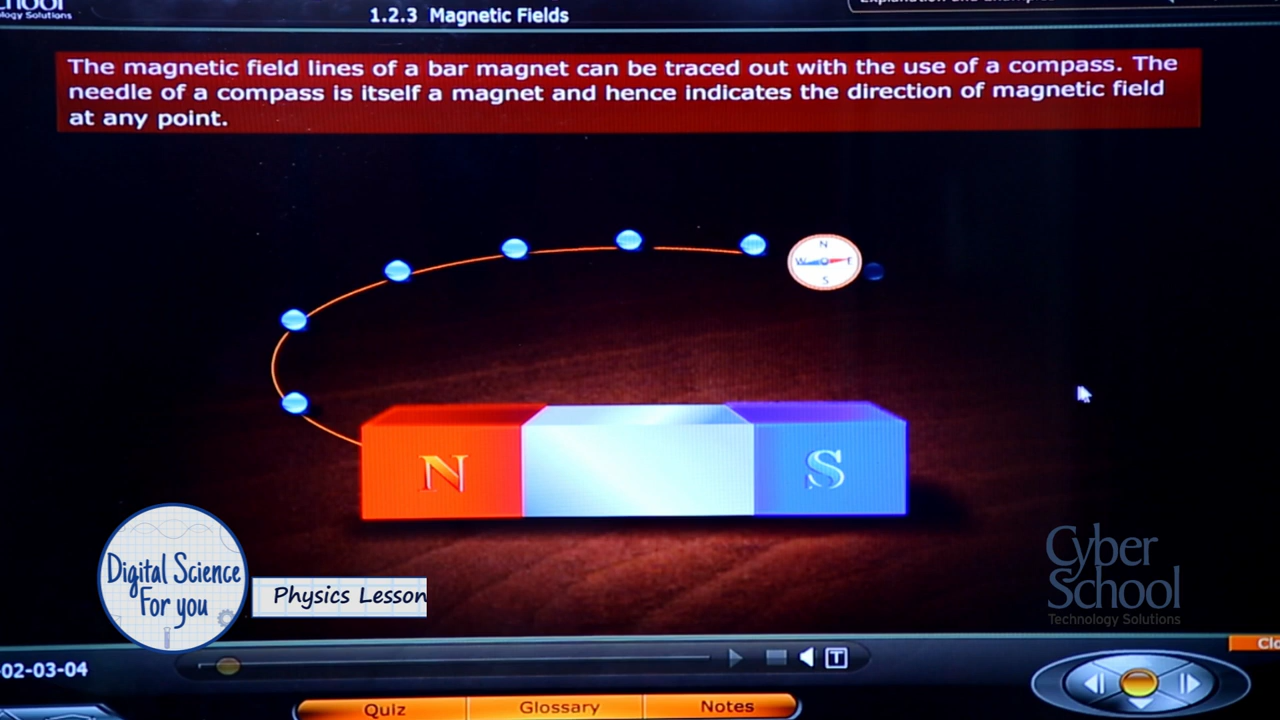 1.2.3 Magnetic Fields
The magnetic field lines of a bar magnet can be traced out with the use of a compass. The
needle of a compass is itself a magnet and hence indicates the direction of magnetic field
at any point.
N
W E
S
N
S
Digital Science
For you
Physics Lesson
Cyber
School
Technology Solutions
-02-03-04
T
Quiz
Glossary
Notes